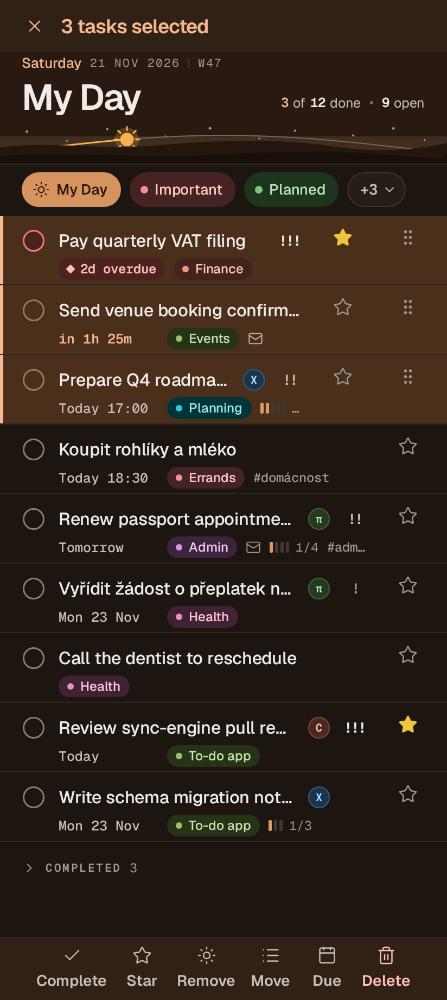 3 tasks selected
Saturday 21 NOV 2026 | W47
My Day
3 of 12 done • 9 open
My Day
Important
Planned
+3
Pay quarterly VAT filing !!!
2d overdue Finance
Send venue booking confirm…
in 1h 25m Events
Prepare Q4 roadma… X !!
Today 17:00 Planning …
Koupit rohlíky a mléko
Today 18:30 Errands #domácnost
Renew passport appointme… π !!
Tomorrow Admin 1/4 #adm…
Vyřídit žádost o přeplatek n… π !
Mon 23 Nov Health
Call the dentist to reschedule
Health
Review sync-engine pull re… C !!!
Today To-do app
Write schema migration not… X
Mon 23 Nov To-do app 1/3
COMPLETED 3
Complete Star Remove Move Due Delete